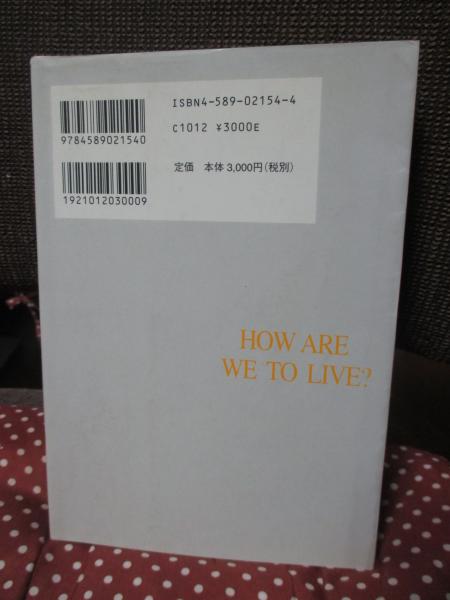 ISBN4-589-02154-4
C1012 ¥3000E
9784589021540
定価 本体 3,000円(税別)
1921012030009
HOW ARE
WE TO LIVE?